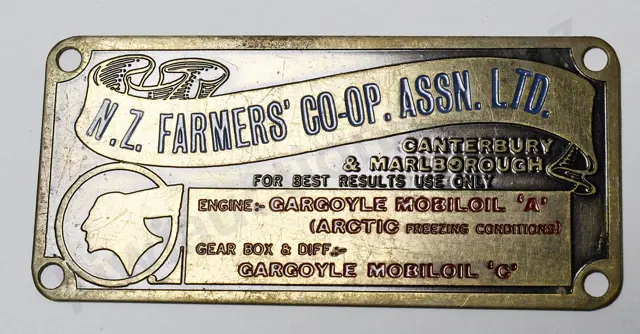 N.Z. FARMERS' CO-OP. ASSN. LTD.
CANTERBURY
& MARLBOROUGH
FOR BEST RESULTS USE ONLY
ENGINE:- GARGOYLE MOBILOIL 'A'
(ARCTIC FREEZING CONDITIONS)
GEAR BOX & DIFF.:-
GARGOYLE MOBILOIL 'C'